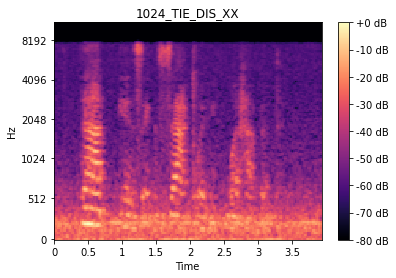 1024_TIE_DIS_XX
+0 dB
8192
-10 dB
4096
-20 dB
-30 dB
2048
Hz
-40 dB
1024
-50 dB
512
-60 dB
-70 dB
0
-80 dB
0 0.5 1 1.5 2 2.5 3 3.5
Time